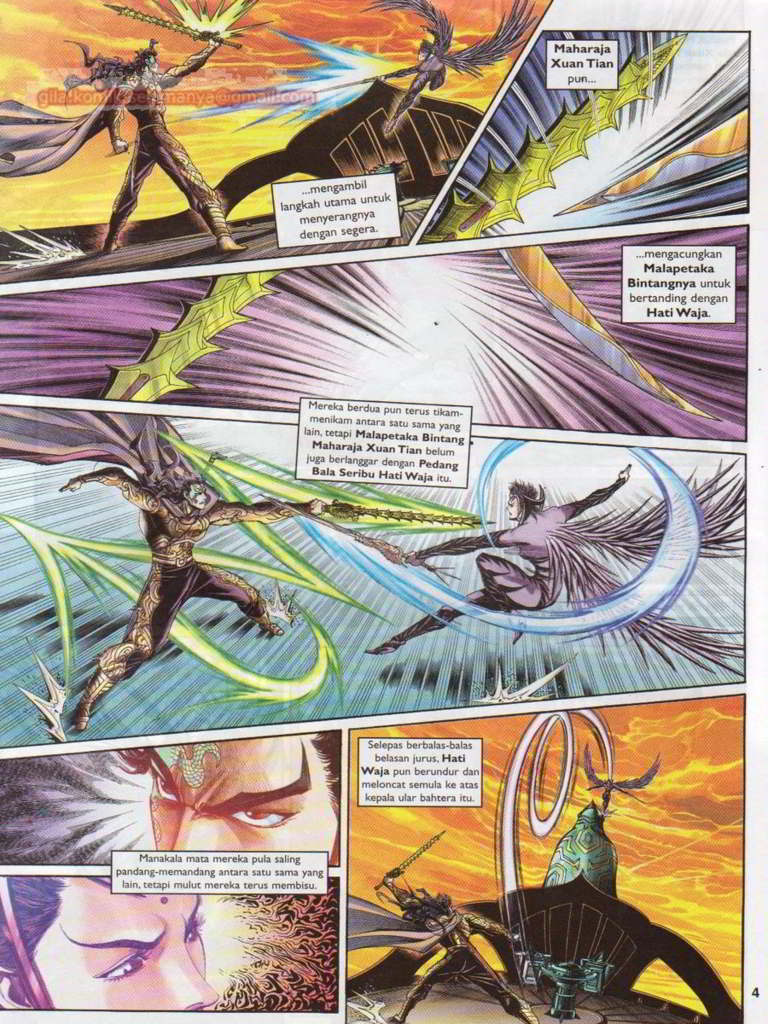 gilakomiksemanya@gmail.com
Maharaja
Xuan Tian
pun...
...mengambil
langkah utama untuk
menyerangnya
dengan segera.
...mengacungkan
Malapetaka
Bintangnya untuk
bertanding dengan
Hati Waja.
Mereka berdua pun terus tikam-
menikam antara satu sama yang
lain, tetapi Malapetaka Bintang
Maharaja Xuan Tian belum
juga berlanggar dengan Pedang
Bala Seribu Hati Waja itu.
Selepas berbalas-balas
belasan jurus, Hati
Waja pun berundur dan
meloncat semula ke atas
kepala ular bahtera itu.
Manakala mata mereka pula saling
pandang-memandang antara satu sama yang
lain, tetapi mulut mereka terus membisu.
4